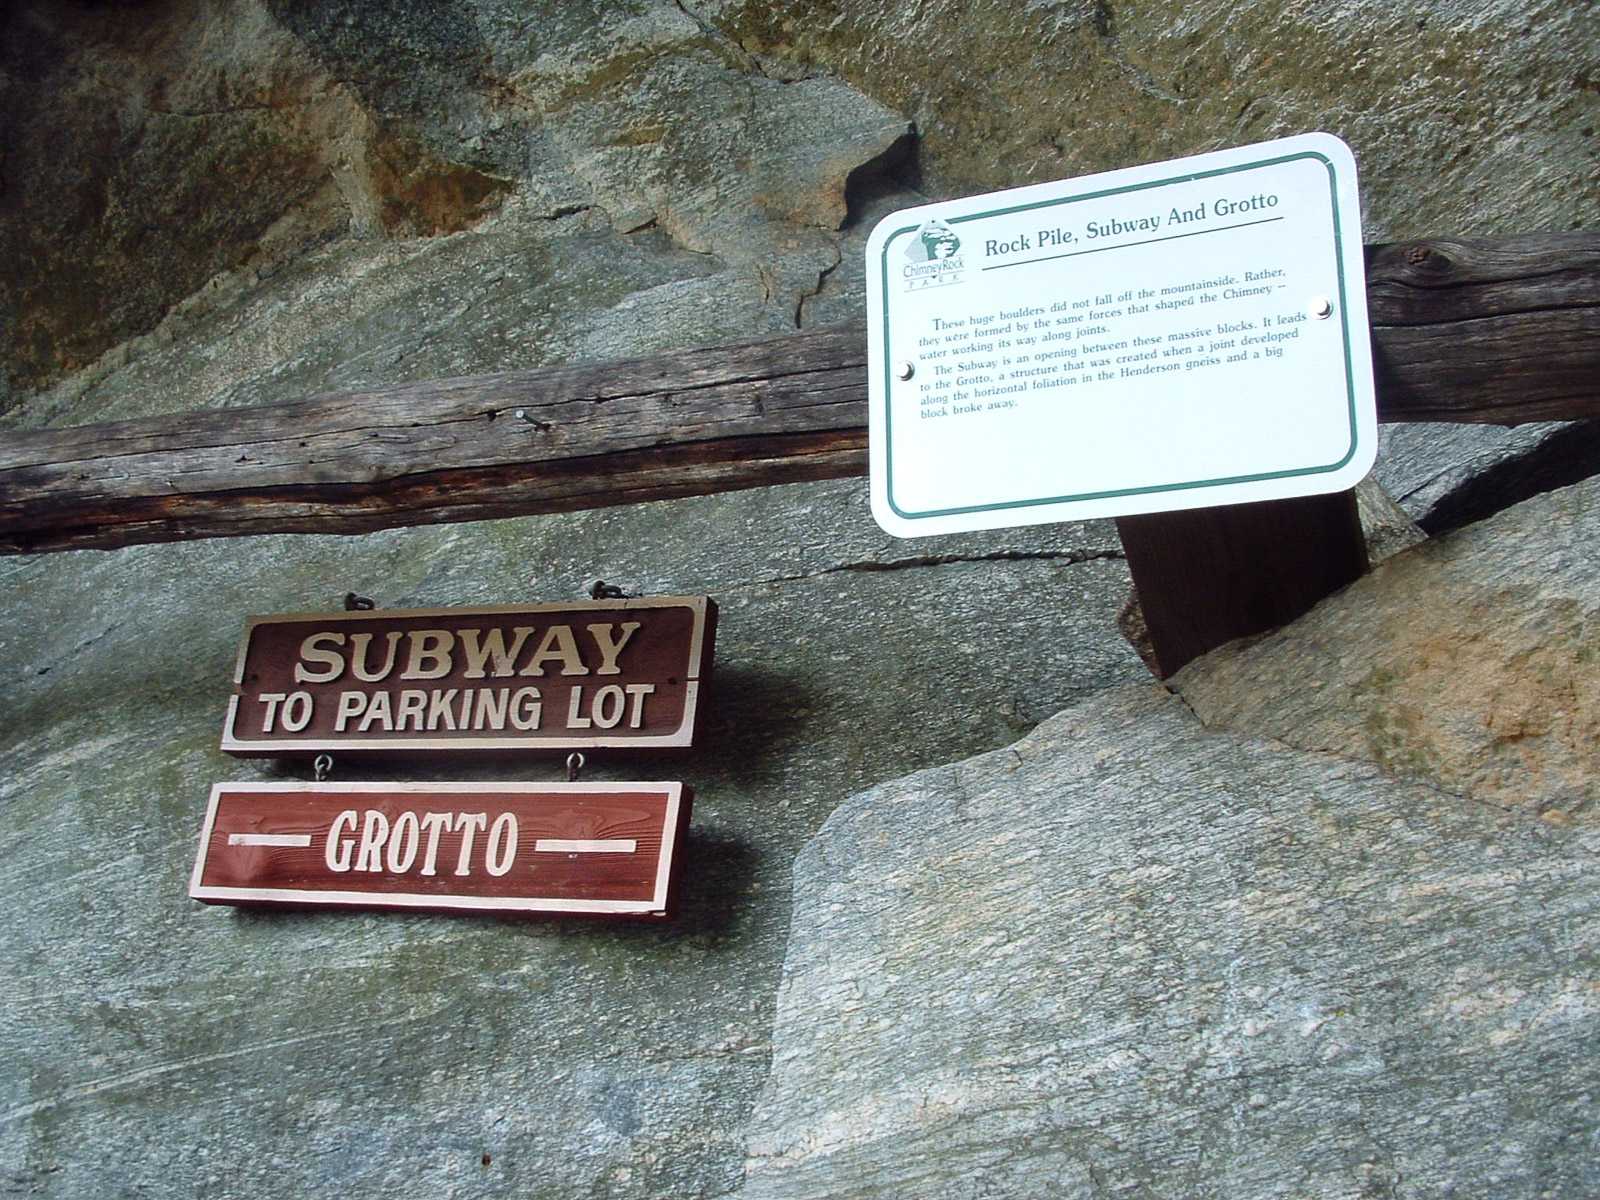 Chimney Rock
PARK
Rock Pile, Subway And Grotto
These huge boulders did not fall off the mountainside. Rather,
they were formed by the same forces that shaped the Chimney --
water working its way along joints.
The Subway is an opening between these massive blocks. It leads
to the Grotto, a structure that was created when a joint developed
along the horizontal foliation in the Henderson gneiss and a big
block broke away.
SUBWAY
TO PARKING LOT
GROTTO